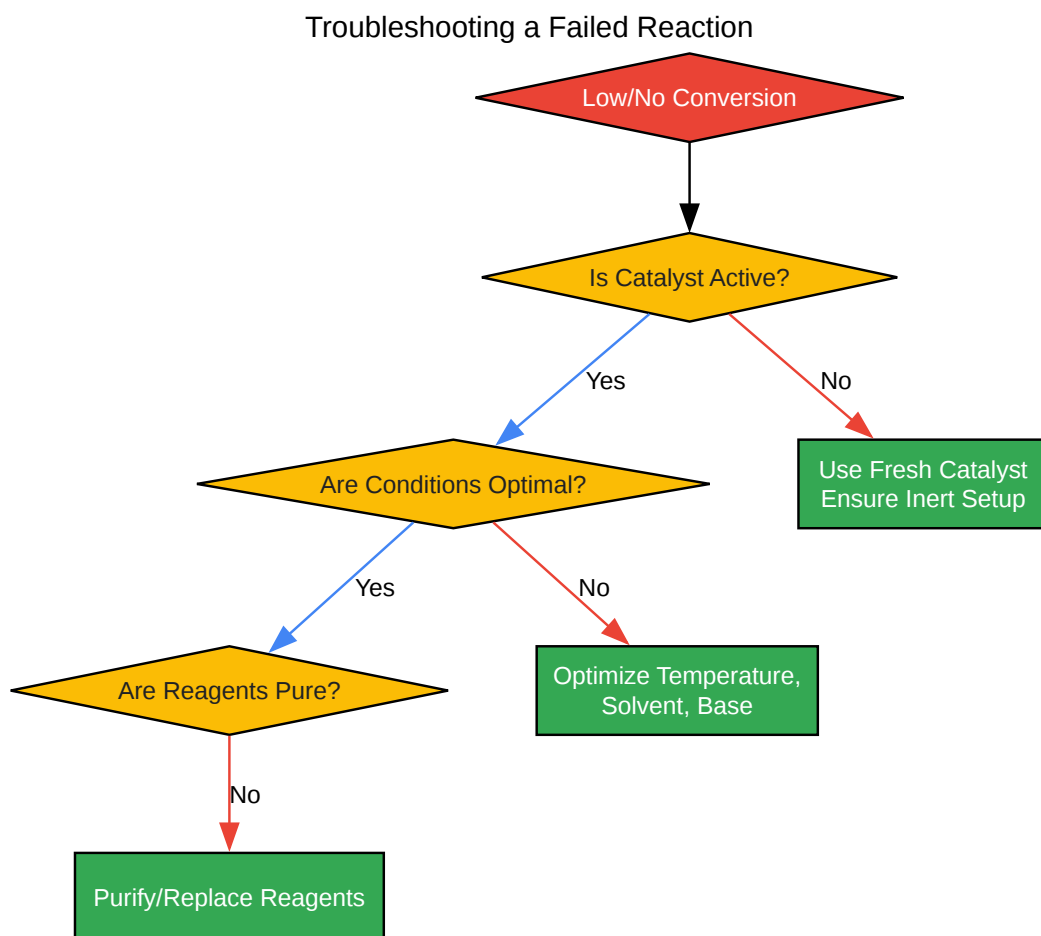 Troubleshooting a Failed Reaction
Low/No Conversion
Is Catalyst Active?
Yes
No
Are Conditions Optimal?
Use Fresh Catalyst
Ensure Inert Setup
Yes
No
Are Reagents Pure?
Optimize Temperature,
Solvent, Base
No
Purify/Replace Reagents